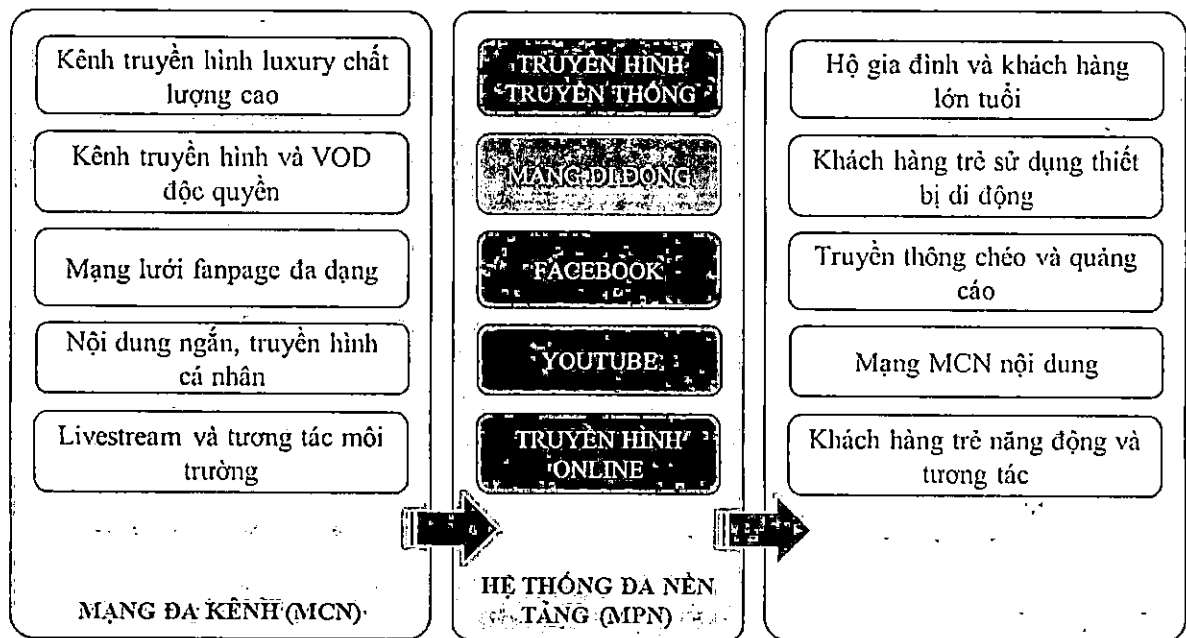 Kênh truyền hình luxury chất
lượng cao
Kênh truyền hình và VOD
độc quyền
Mạng lưới fanpage đa dạng
Nội dung ngắn, truyền hình
cá nhân
Livestream và tương tác môi
trường
MẠNG ĐA KÊNH (MCN)
TRUYỀN HÌNH
TRUYỀN THỐNG
MẠNG DI ĐỘNG
FACEBOOK
YOUTUBE
TRUYỀN HÌNH
ONLINE
HỆ THỐNG ĐA NỀN
TẢNG (MPN)
Hộ gia đình và khách hàng
lớn tuổi
Khách hàng trẻ sử dụng thiết
bị di động
Truyền thông chéo và quảng
cáo
Mạng MCN nội dung
Khách hàng trẻ năng động và
tương tác